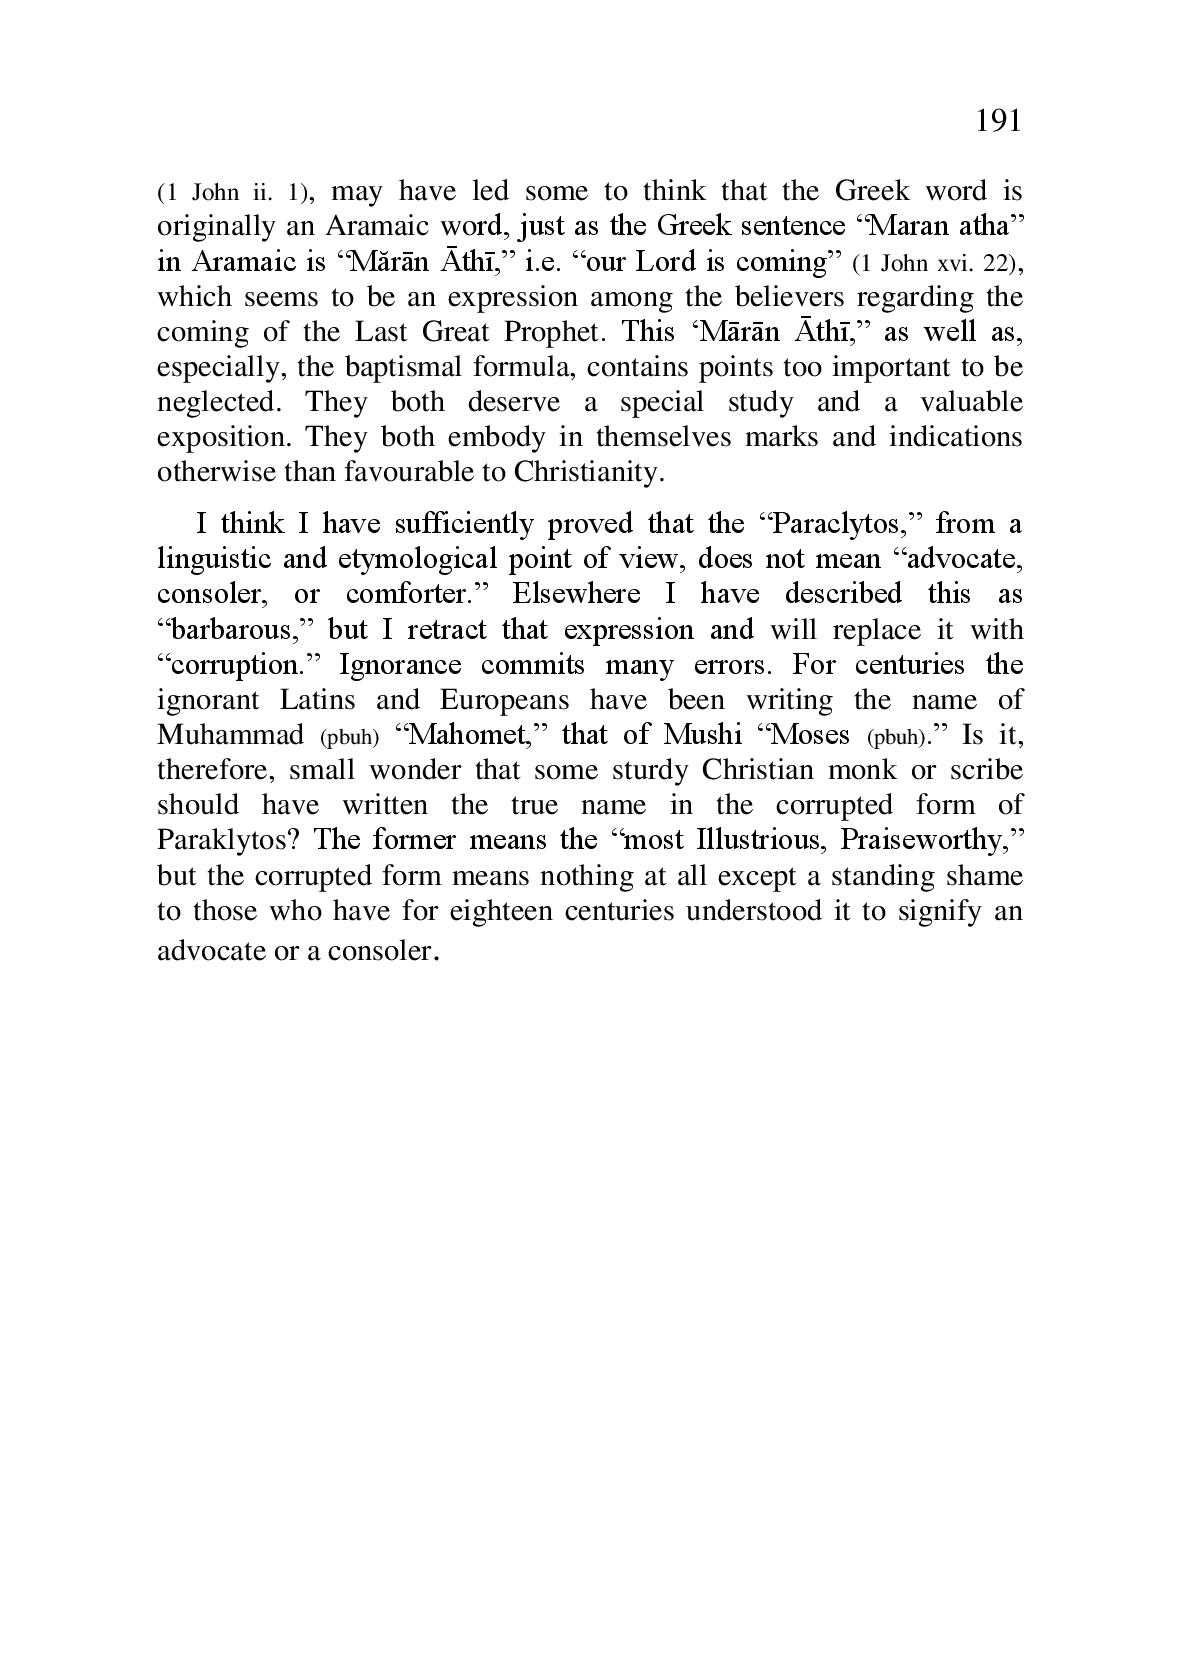 191
(1 John ii. 1), may have led some to think that the Greek word is
originally an Aramaic word, just as the Greek sentence “Maran atha”
in Aramaic is “Mărān Āthī,” i.e. “our Lord is coming” (1 John xvi. 22),
which seems to be an expression among the believers regarding the
coming of the Last Great Prophet. This ‘Mārān Āthī,” as well as,
especially, the baptismal formula, contains points too important to be
neglected. They both deserve a special study and a valuable
exposition. They both embody in themselves marks and indications
otherwise than favourable to Christianity.
I think I have sufficiently proved that the “Paraclytos,” from a
linguistic and etymological point of view, does not mean “advocate,
consoler, or comforter.” Elsewhere I have described this as
“barbarous,” but I retract that expression and will replace it with
“corruption.” Ignorance commits many errors. For centuries the
ignorant Latins and Europeans have been writing the name of
Muhammad (pbuh) “Mahomet,” that of Mushi “Moses (pbuh).” Is it,
therefore, small wonder that some sturdy Christian monk or scribe
should have written the true name in the corrupted form of
Paraklytos? The former means the “most Illustrious, Praiseworthy,”
but the corrupted form means nothing at all except a standing shame
to those who have for eighteen centuries understood it to signify an
advocate or a consoler.